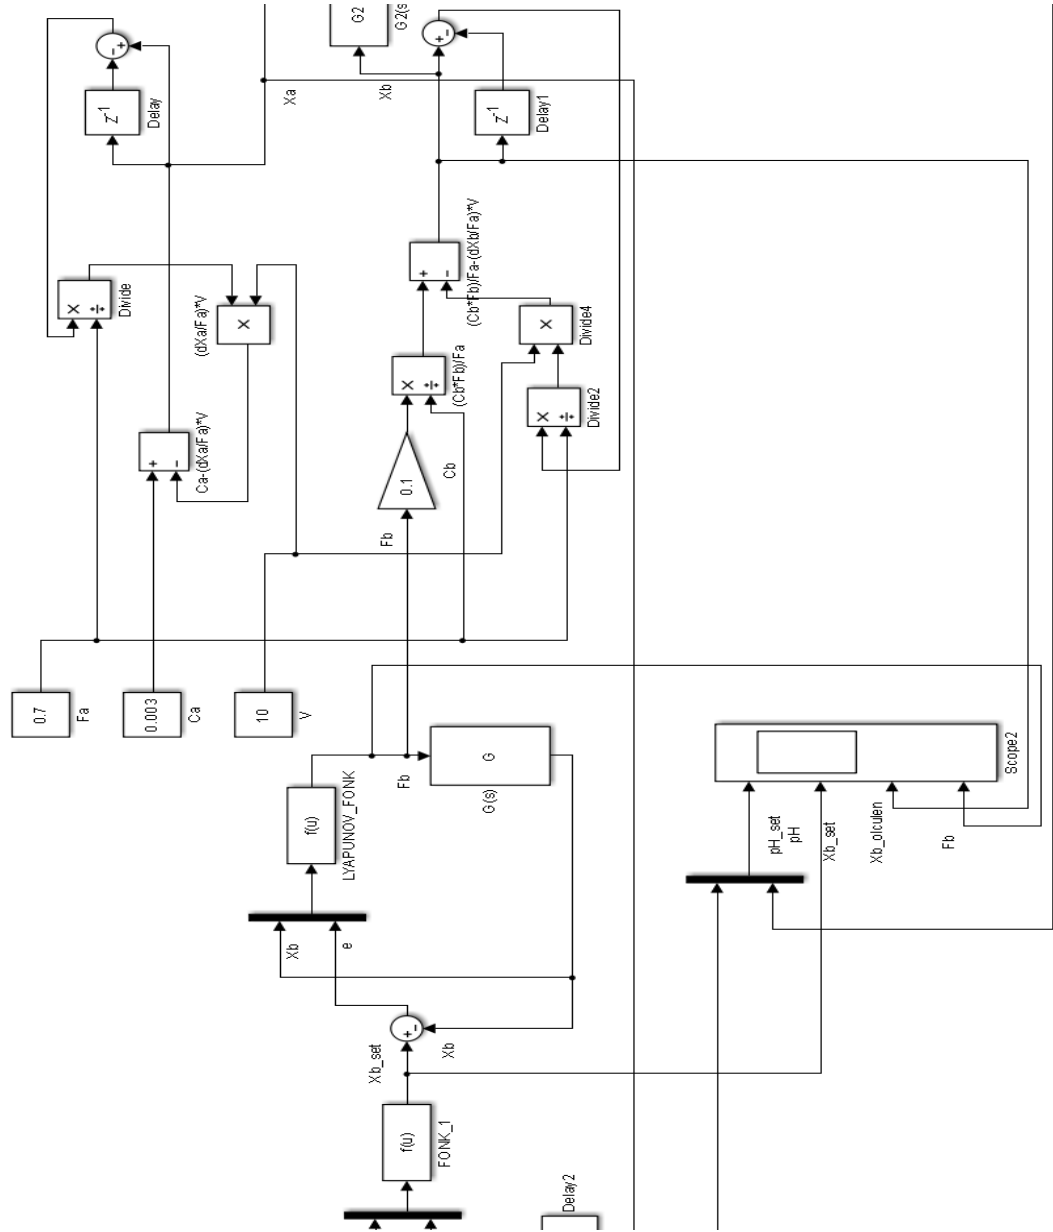 G2
G2(s
Xa
Xb
Z-1
Delay
Z-1
Delay1
+
-
+
-
X
÷
Divide
X
(dXa/Fa)*V
+
-
(Cb*Fb)/Fa-(dXb/Fa)*V
X
Divide4
X
÷
(Cb*Fb)/Fa
X
÷
Divide2
+
-
Ca-(dXa/Fa)*V
0.1
Cb
Fb
0.7
Fa
0.003
Ca
10
V
f(u)
LYAPUNOV_FONK
Fb
G
G(s)
Scope2
pH_set
pH
Xb_set
Xb_olculen
Fb
Xb
e
+
-
Xb_set
Xb
f(u)
FONK_1
Delay2